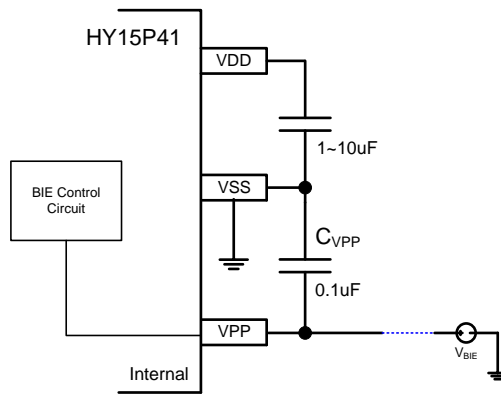 HY15P41
VDD
1~10uF
BIE Control
Circuit
VSS
CVPP
0.1uF
VPP
VBIE
Internal